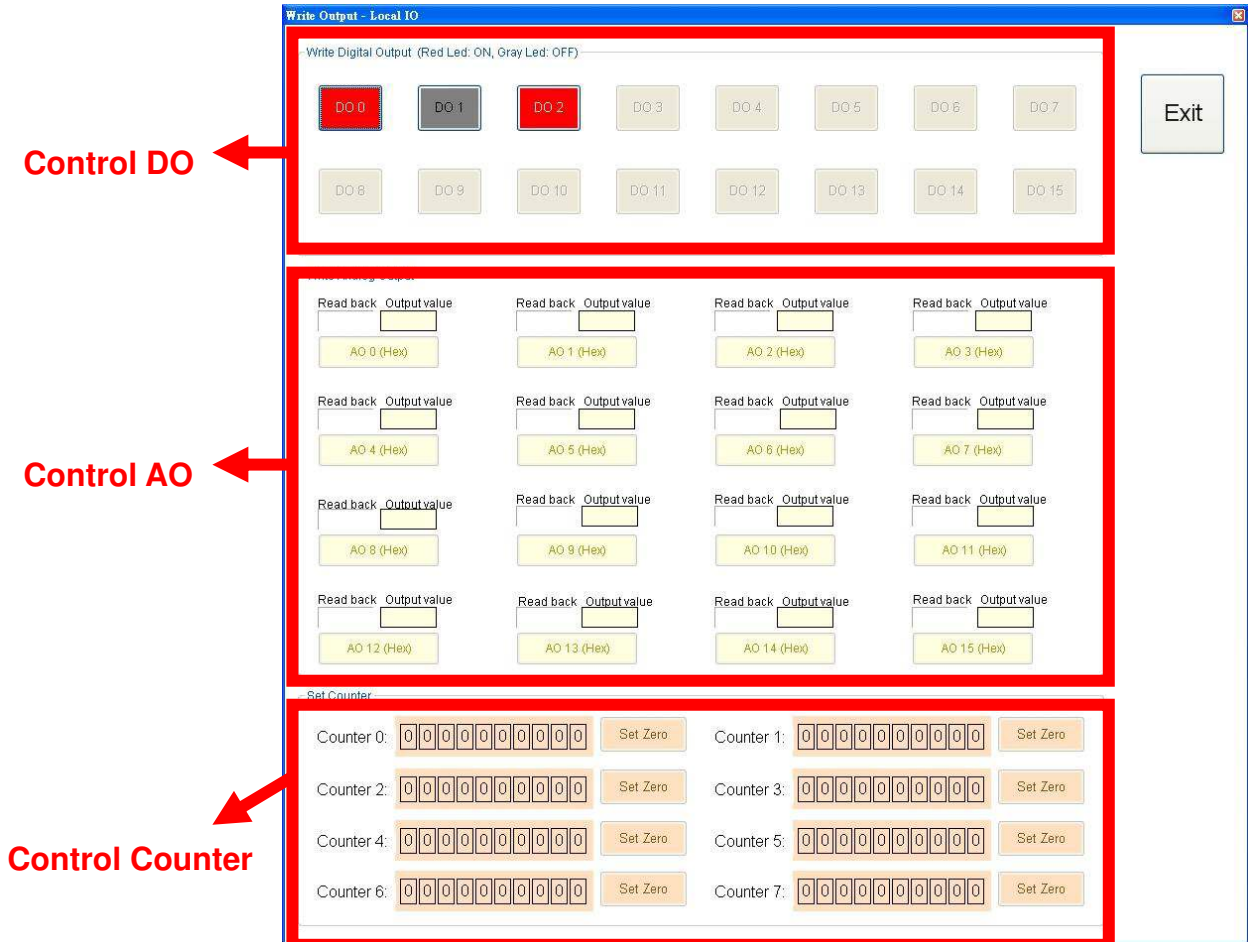 Write Output - Local IO
Write Digital Output (Red Led: ON, Gray Led: OFF)
DO 0 DO 1 DO 2 DO 3 DO 4 DO 5 DO 6 DO 7
Exit
Control DO
DO 8 DO 9 DO 10 DO 11 DO 12 DO 13 DO 14 DO 15
Write Analog Output
Read back Output value Read back Output value Read back Output value Read back Output value
AO 0 (Hex) AO 1 (Hex) AO 2 (Hex) AO 3 (Hex)
Read back Output value Read back Output value Read back Output value Read back Output value
AO 4 (Hex) AO 5 (Hex) AO 6 (Hex) AO 7 (Hex)
Control AO
Read back Output value Read back Output value Read back Output value Read back Output value
AO 8 (Hex) AO 9 (Hex) AO 10 (Hex) AO 11 (Hex)
Read back Output value Read back Output value Read back Output value Read back Output value
AO 12 (Hex) AO 13 (Hex) AO 14 (Hex) AO 15 (Hex)
Set Counter
Counter 0: 0 0 0 0 0 0 0 0 0 0 Set Zero Counter 1: 0 0 0 0 0 0 0 0 0 0 Set Zero
Counter 2: 0 0 0 0 0 0 0 0 0 0 Set Zero Counter 3: 0 0 0 0 0 0 0 0 0 0 Set Zero
Counter 4: 0 0 0 0 0 0 0 0 0 0 Set Zero Counter 5: 0 0 0 0 0 0 0 0 0 0 Set Zero
Control Counter
Counter 6: 0 0 0 0 0 0 0 0 0 0 Set Zero Counter 7: 0 0 0 0 0 0 0 0 0 0 Set Zero